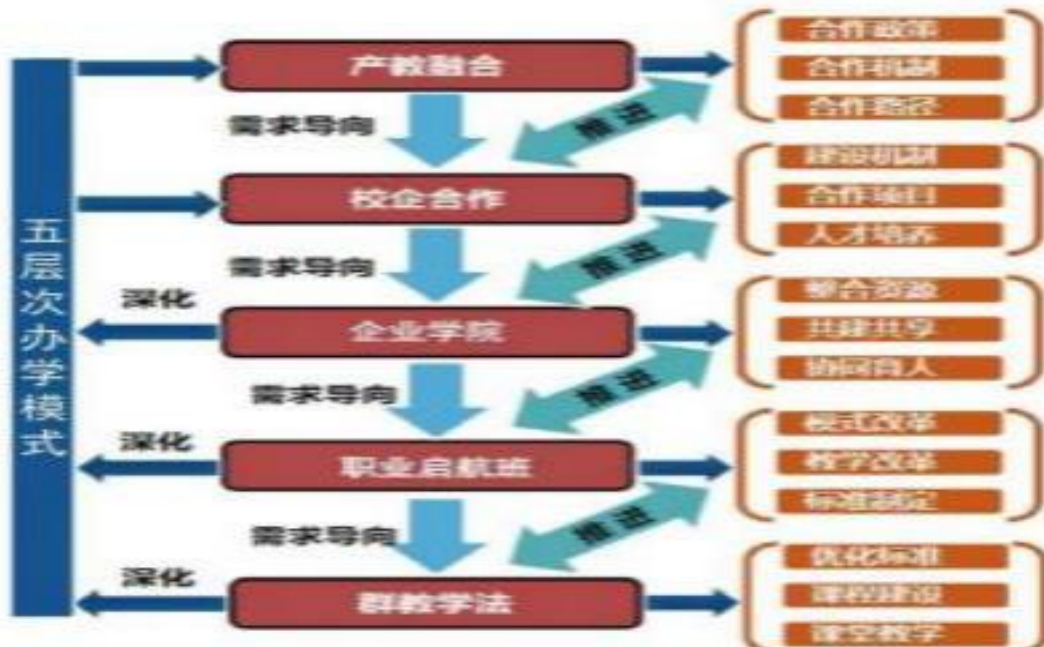 五层次办学模式
产教融合
合作政策
合作机制
合作路径
需求导向
推进
校企合作
建设机制
合作项目
人才培养
需求导向
推进
深化
企业学院
整合资源
共建共享
协同育人
需求导向
推进
深化
职业启航班
模式改革
教学改革
标准制定
需求导向
推进
深化
群教学法
优化标准
课程建设
课堂教学